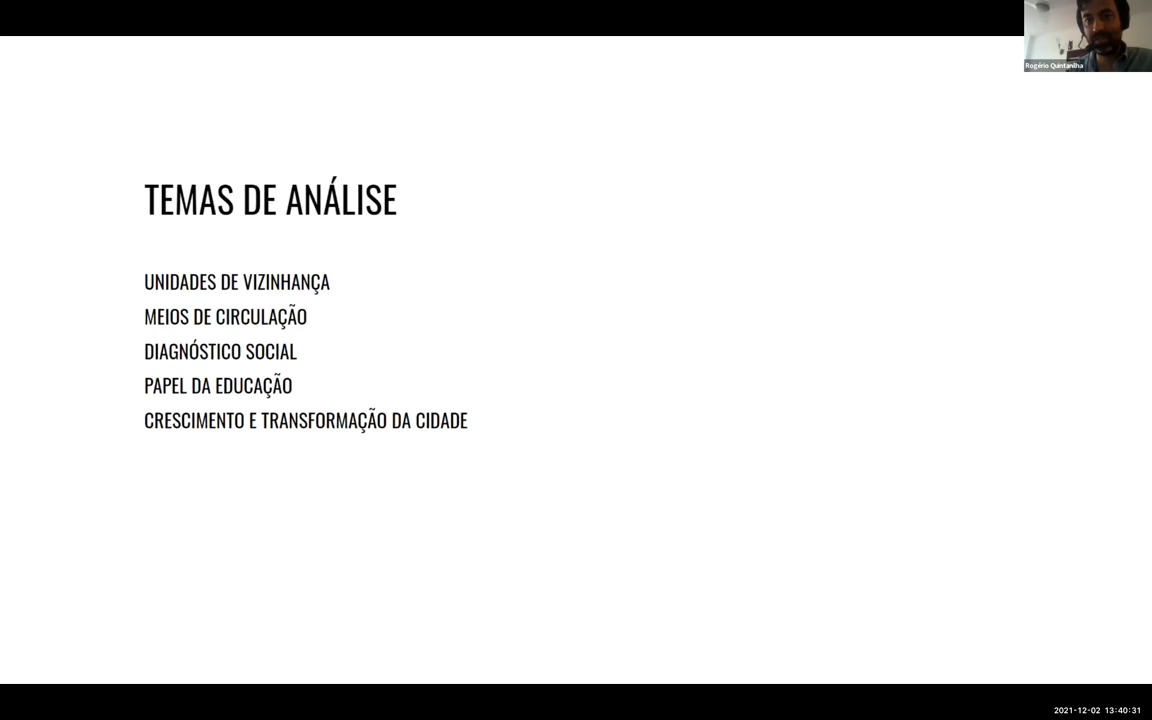 Rogério Quintanilha
TEMAS DE ANÁLISE
UNIDADES DE VIZINHANÇA
MEIOS DE CIRCULAÇÃO
DIAGNÓSTICO SOCIAL
PAPEL DA EDUCAÇÃO
CRESCIMENTO E TRANSFORMAÇÃO DA CIDADE
2021-12-02 13:40:31